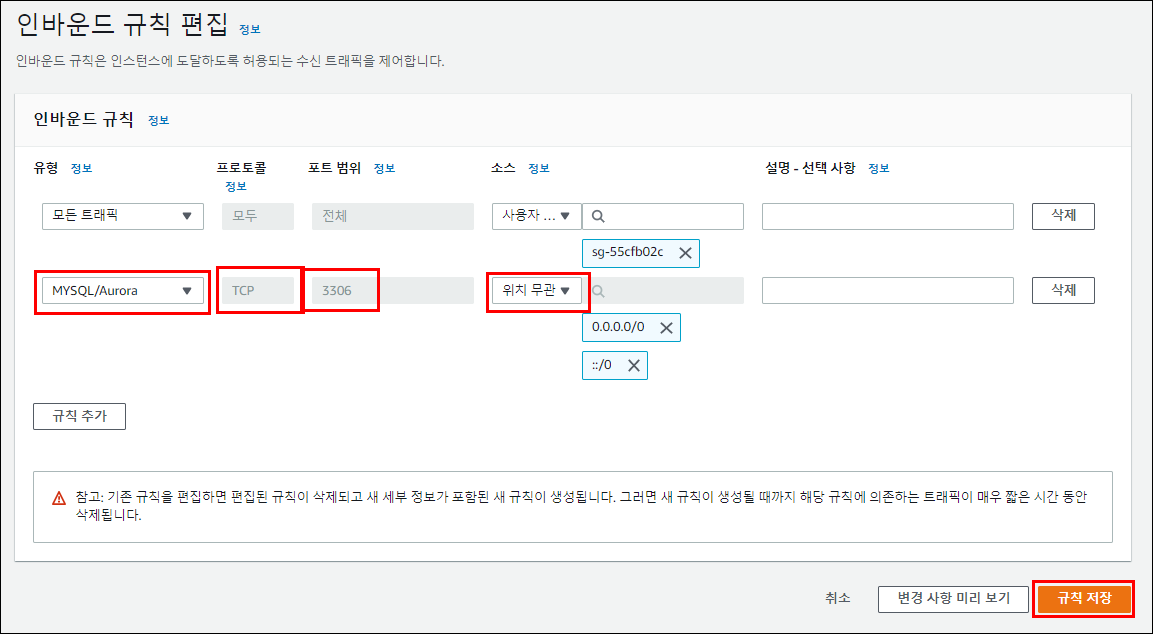 인바운드 규칙 편집 정보
인바운드 규칙은 인스턴스에 도달하도록 허용되는 수신 트래픽을 제어합니다.
인바운드 규칙 정보
유형 정보 프로토콜 정보 포트 범위 정보 소스 정보 설명 - 선택 사항 정보
모든 트래픽 모두 전체 사용자 ... 삭제
sg-55cfb02c
MYSQL/Aurora TCP 3306 위치 무관 삭제
0.0.0.0/0
::/0
규칙 추가
참고: 기존 규칙을 편집하면 편집된 규칙이 삭제되고 새 세부 정보가 포함된 새 규칙이 생성됩니다. 그러면 새 규칙이 생성될 때까지 해당 규칙에 의존하는 트래픽이 매우 짧은 시간 동안
삭제됩니다.
취소 변경 사항 미리 보기 규칙 저장